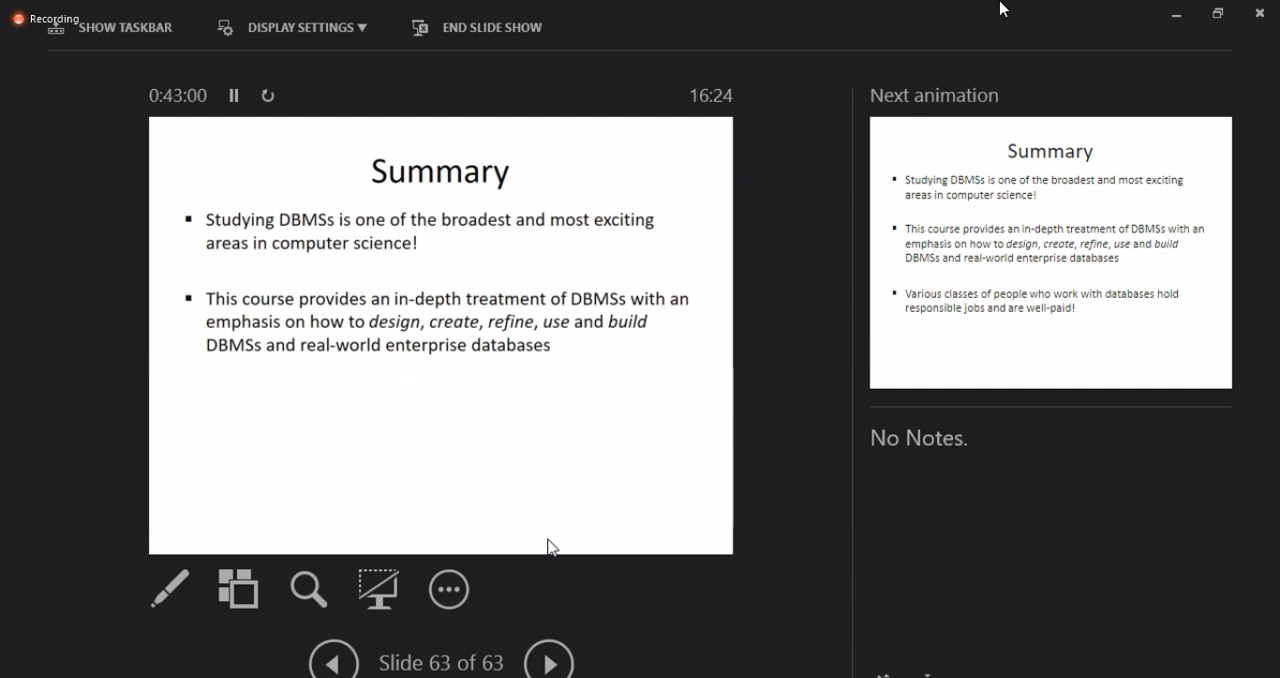 Recording
SHOW TASKBAR
DISPLAY SETTINGS ▼
END SLIDE SHOW
0:43:00
16:24
Summary
▪ Studying DBMSs is one of the broadest and most exciting
areas in computer science!
▪ This course provides an in-depth treatment of DBMSs with an
emphasis on how to design, create, refine, use and build
DBMSs and real-world enterprise databases
Slide 63 of 63
Next animation
Summary
▪ Studying DBMSs is one of the broadest and most exciting
areas in computer science!
▪ This course provides an in-depth treatment of DBMSs with an
emphasis on how to design, create, refine, use and build
DBMSs and real-world enterprise databases
▪ Various classes of people who work with databases hold
responsible jobs and are well-paid!
No Notes.